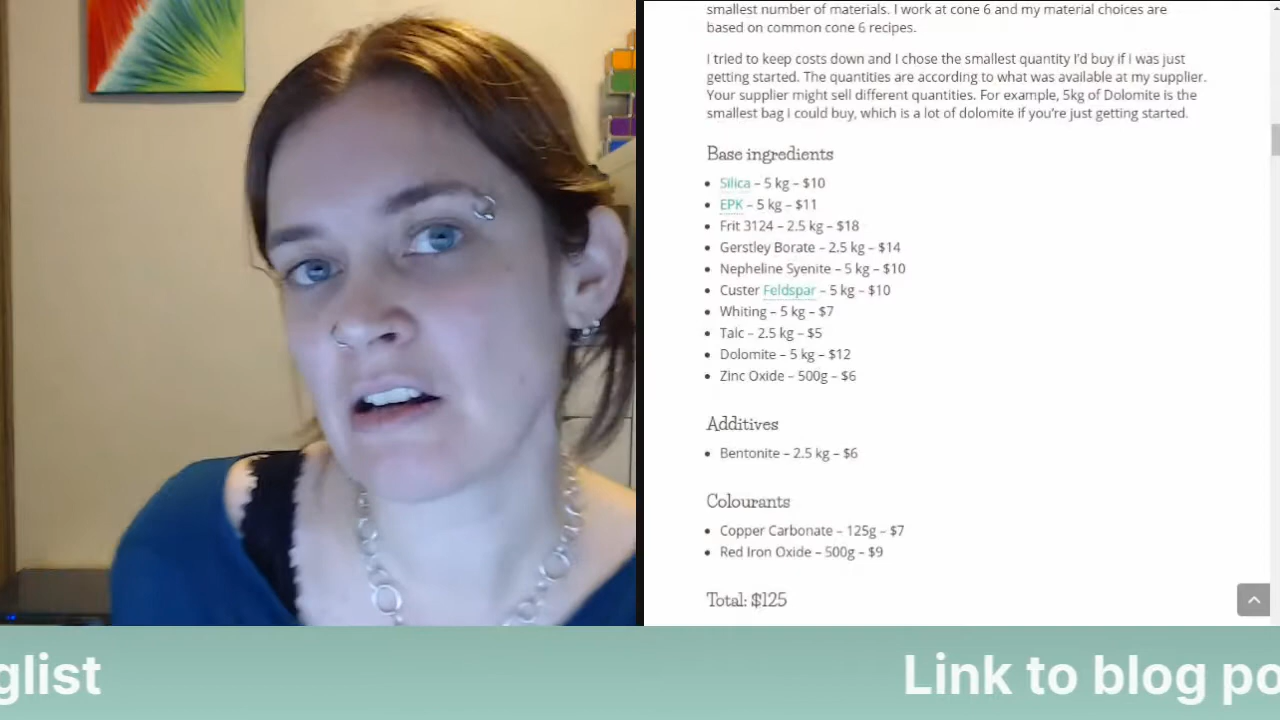 smallest number of materials. I work at cone 6 and my material choices are
based on common cone 6 recipes.
I tried to keep costs down and I chose the smallest quantity I'd buy if I was just
getting started. The quantities are according to what was available at my supplier.
Your supplier might sell different quantities. For example, 5kg of Dolomite is the
smallest bag I could buy, which is a lot of dolomite if you're just getting started.
Base ingredients
Silica – 5 kg – $10
EPK – 5 kg – $11
Frit 3124 – 2.5 kg – $18
Gerstley Borate – 2.5 kg – $14
Nepheline Syenite – 5 kg – $10
Custer Feldspar – 5 kg – $10
Whiting – 5 kg – $7
Talc – 2.5 kg – $5
Dolomite – 5 kg – $12
Zinc Oxide – 500g – $6
Additives
Bentonite – 2.5 kg – $6
Colourants
Copper Carbonate – 125g – $7
Red Iron Oxide – 500g – $9
Total: $125
glist Link to blog po